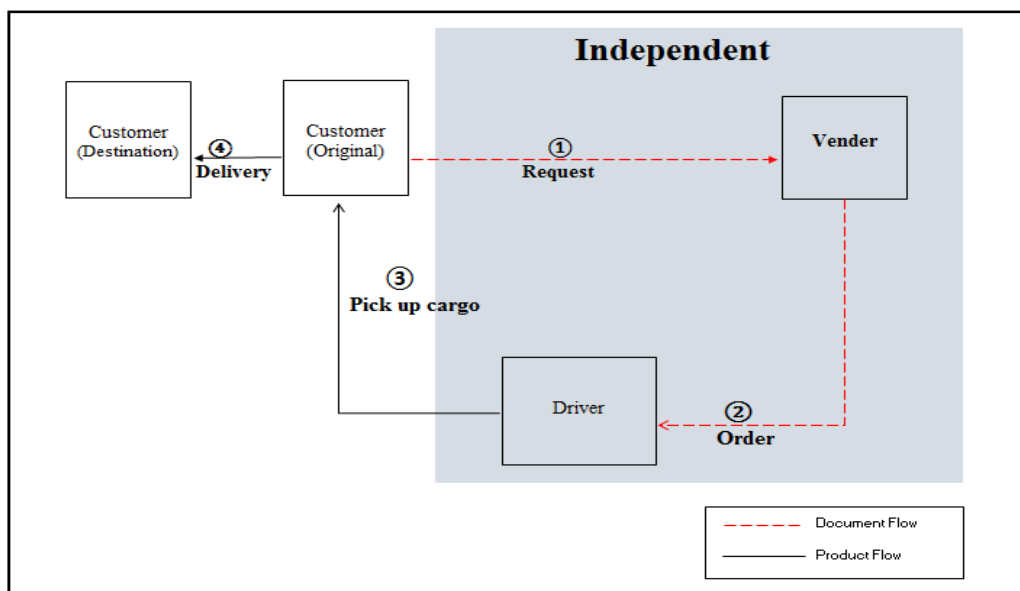 Independent
Customer
(Destination)
④
Delivery
Customer
(Original)
①
Request
Vender
③
Pick up cargo
Driver
②
Order
Document Flow
Product Flow